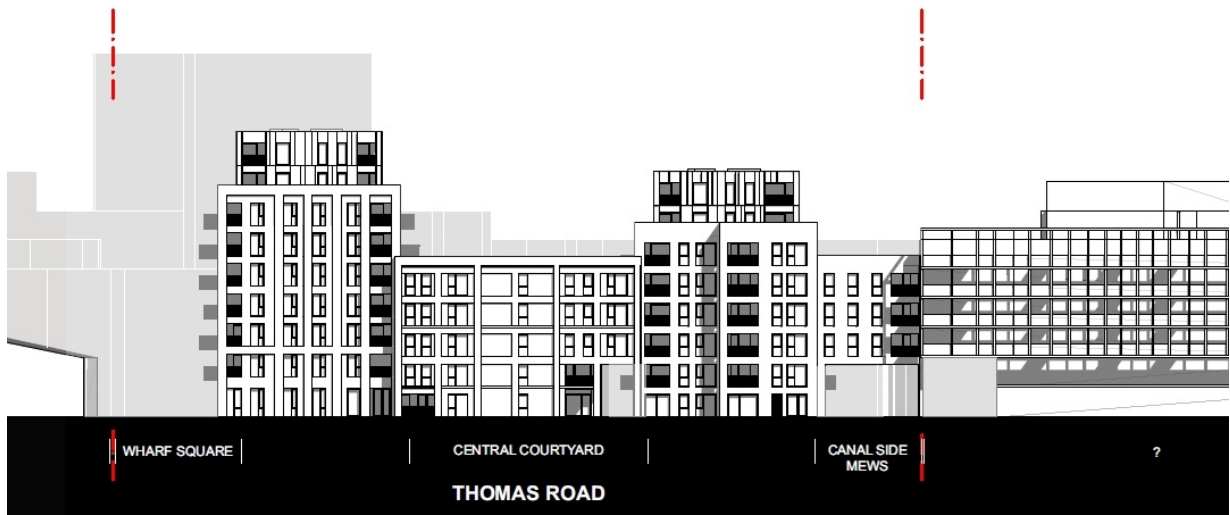 WHARF SQUARE
CENTRAL COURTYARD
CANAL SIDE
MEWS
?
THOMAS ROAD